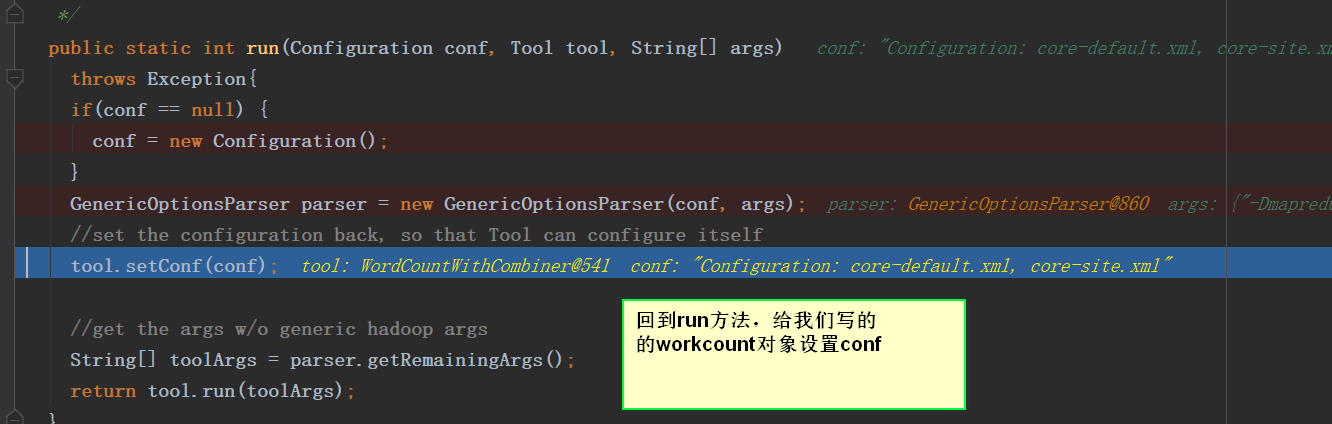 */
public static int run(Configuration conf, Tool tool, String[] args)   conf: "Configuration: core-default.xml, core-site.xm
throws Exception{
if(conf == null) {
conf = new Configuration();
}
GenericOptionsParser parser = new GenericOptionsParser(conf, args);   parser: GenericOptionsParser@860   args: {"-Dmapredu
//set the configuration back, so that Tool can configure itself
tool.setConf(conf);   tool: WordCountWithCombiner@541   conf: "Configuration: core-default.xml, core-site.xml"
//get the args w/o generic hadoop args
String[] toolArgs = parser.getRemainingArgs();
return tool.run(toolArgs);
}
回到run方法，给我们写的
的workcount对象设置conf